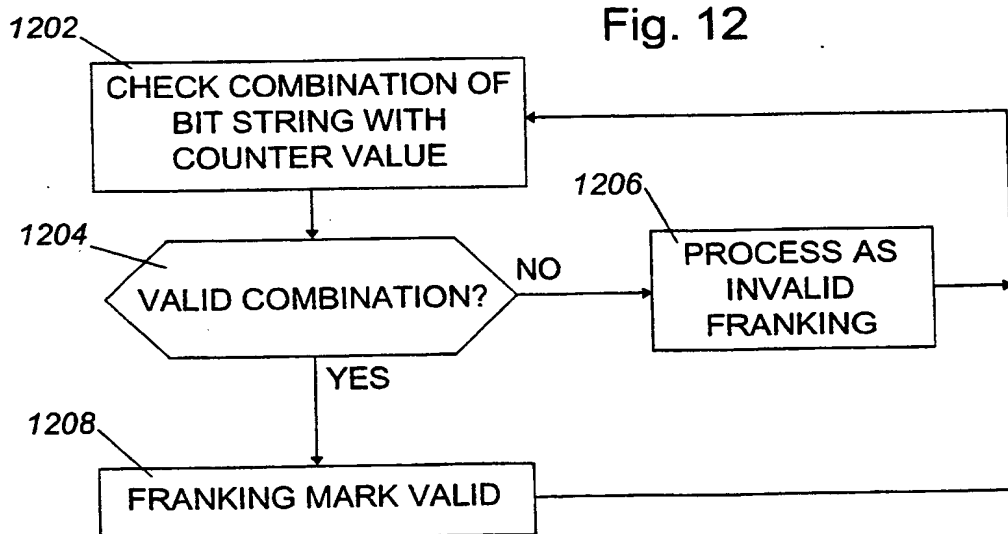 Fig. 12
1202
CHECK COMBINATION OF
BIT STRING WITH
COUNTER VALUE
1204
VALID COMBINATION?
NO
1206
PROCESS AS
INVALID
FRANKING
YES
1208
FRANKING MARK VALID